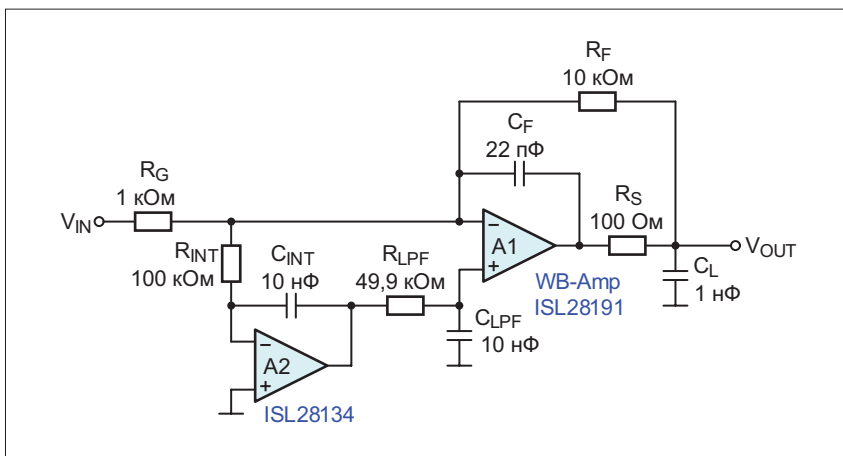 R_F
10 кОм
C_F
22 пФ
R_G
1 кОм
R_S
100 Ом
V_IN
R_INT
100 кОм
C_INT
10 нФ
R_LPF
49,9 кОм
−
A1
+
V_OUT
WB-Amp
ISL28191
C_L
1 нФ
C_LPF
10 нФ
−
A2
+
ISL28134